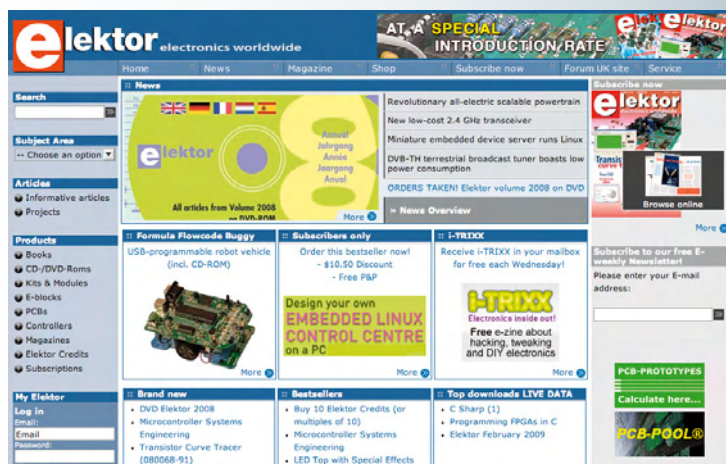 elektor electronics worldwide
AT A SPECIAL
INTRODUCTION RATE
elektor
Home
News
Magazine
Shop
Subscribe now
Forum UK site
Service
Search
Subject Area
-- Choose an option
Articles
Informative articles
Projects
Products
Books
CD-/DVD-Roms
Kits & Modules
E-blocks
PCBs
Controllers
Magazines
Elektor Credits
Subscriptions
My Elektor
Log in
Email:
Email
Password:
News
elektor
8
Annual
Jahrgang
Année
Jaargang
Anual
All articles from Volume 2008
on DVD-ROM
More
Revolutionary all-electric scalable powertrain
New low-cost 2.4 GHz transceiver
Miniature embedded device server runs Linux
DVB-TH terrestrial broadcast tuner boasts low
power consumption
ORDERS TAKEN! Elektor volume 2008 on DVD
» News Overview
Formula Flowcode Buggy
USB-programmable robot vehicle
(incl. CD-ROM)
More
Subscribers only
Order this bestseller now!
- $10.50 Discount
- Free P&P
Design your own
EMBEDDED LINUX
CONTROL CENTRE
on a PC
More
i-TRIXX
Receive i-TRIXX in your mailbox
for free each Wednesday!
i-TRIXX
Electronics inside out!
Free e-zine about
hacking, tweaking
and DIY electronics
More
Brand new
DVD Elektor 2008
Microcontroller Systems
Engineering
Transistor Curve Tracer
(080068-91)
Bestsellers
Buy 10 Elektor Credits (or
multiples of 10)
Microcontroller Systems
Engineering
LED Top with Special Effects
Top downloads LIVE DATA
C Sharp (1)
Programming FPGAs in C
Elektor February 2009
Subscribe now
elektor
Browse online
More
Subscribe to our free E-
weekly Newsletter!
Please enter your E-mail
address:
PCB-PROTOTYPES
Calculate here...
PCB-POOL®